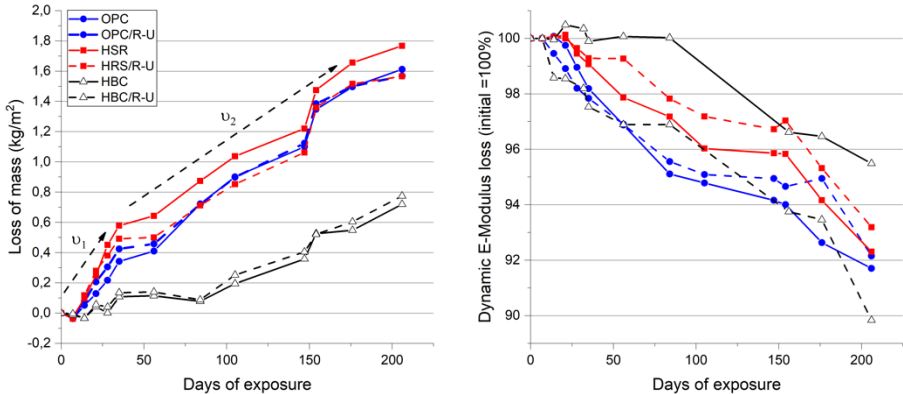 OPC
OPC/R-U
HSR
HRS/R-U
HBC
HBC/R-U
υ1
υ2
2,0
1,8
1,6
1,4
1,2
1,0
0,8
0,6
0,4
0,2
0,0
-0,2
Loss of mass (kg/m²)
0
50
100
150
200
Days of exposure
102
100
98
96
94
92
90
Dynamic E-Modulus loss (initial =100%)
0
50
100
150
200
Days of exposure